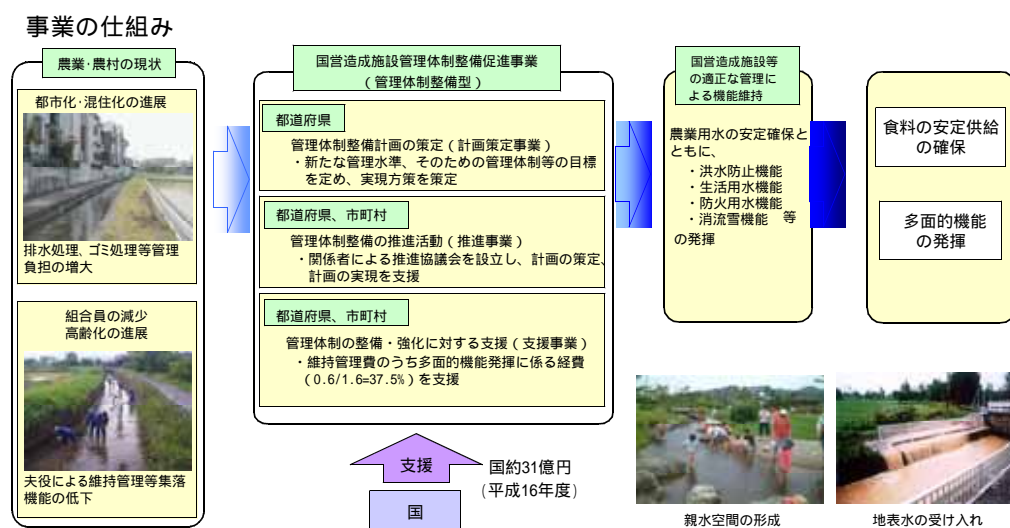 事業の仕組み
農業･農村の現状
都市化･混住化の進展
排水処理、ゴミ処理等管理
負担の増大
組合員の減少
高齢化の進展
夫役による維持管理等集落
機能の低下
国営造成施設管理体制整備促進事業
（管理体制整備型）
都道府県
管理体制整備計画の策定（計画策定事業）
・新たな管理水準、そのための管理体制等の目標
を定め、実現方策を策定
都道府県、市町村
管理体制整備の推進活動（推進事業）
・関係者による推進協議会を設立し、計画の策定、
計画の実現を支援
都道府県、市町村
管理体制の整備・強化に対する支援（支援事業）
・維持管理費のうち多面的機能発揮に係る経費
（0.6/1.6=37.5%）を支援
支援
国
国約31億円
(平成16年度)
国営造成施設等
の適正な管理に
よる機能維持
農業用水の安定確保と
ともに、
・洪水防止機能
・生活用水機能
・防火用水機能
・消流雪機能　等
の発揮
食料の安定供給
の確保
多面的機能
の発揮
親水空間の形成
地表水の受け入れ